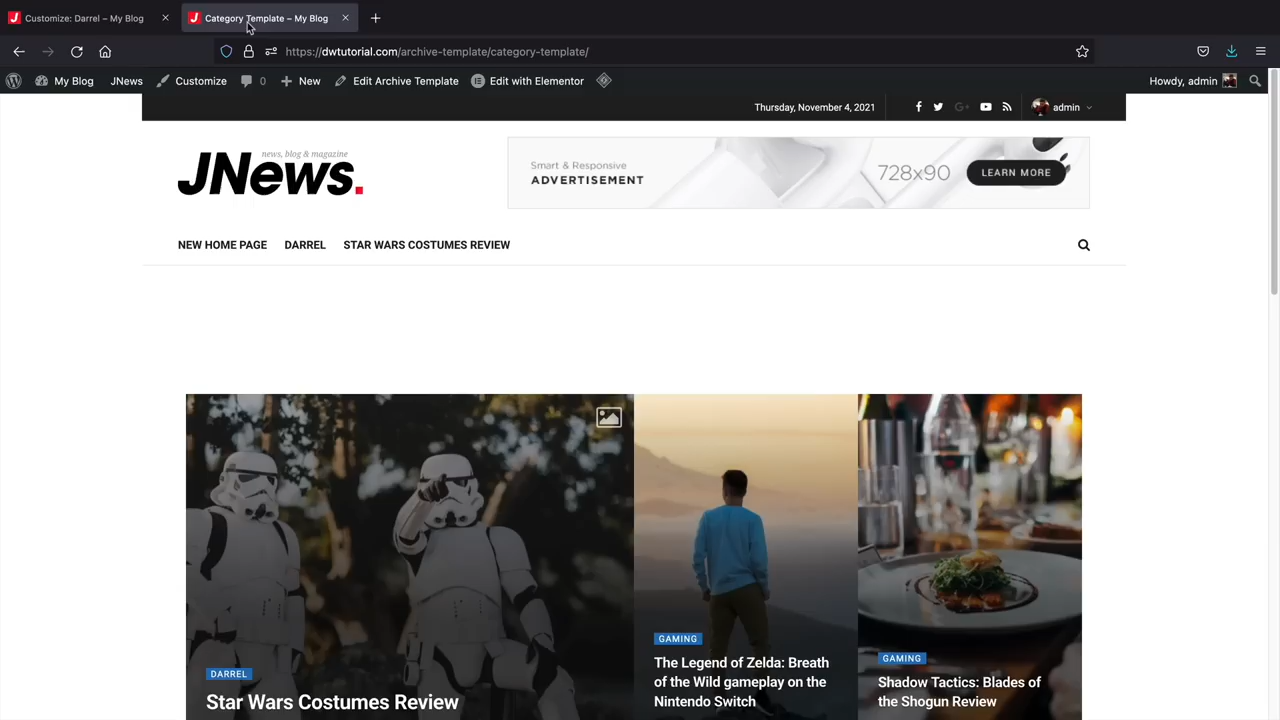 Customize: Darrel – My Blog
Category Template – My Blog
https://dwtutorial.com/archive-template/category-template/
My Blog
JNews
Customize
0
New
Edit Archive Template
Edit with Elementor
Howdy, admin
Thursday, November 4, 2021
admin
news, blog & magazine
JNews.
Smart & Responsive
ADVERTISEMENT
728x90
LEARN MORE
NEW HOME PAGE
DARREL
STAR WARS COSTUMES REVIEW
DARREL
Star Wars Costumes Review
GAMING
The Legend of Zelda: Breath
of the Wild gameplay on the
Nintendo Switch
GAMING
Shadow Tactics: Blades of
the Shogun Review